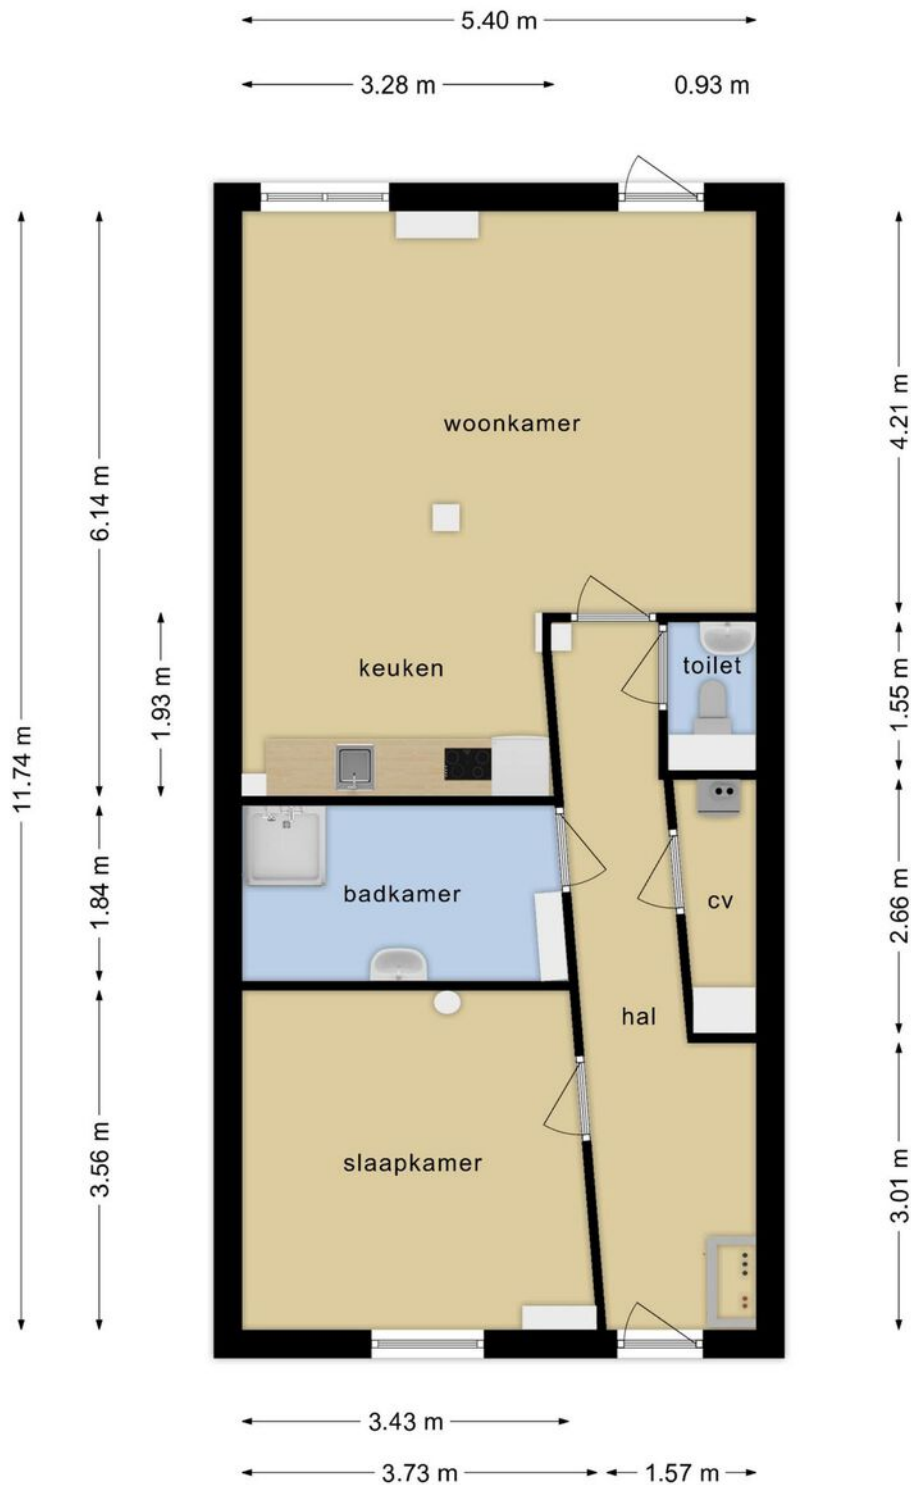 5.40 m
3.28 m
0.93 m
woonkamer
4.21 m
6.14 m
keuken
toilet
1.93 m
1.55 m
11.74 m
badkamer
cv
1.84 m
2.66 m
hal
slaapkamer
3.56 m
3.01 m
3.43 m
3.73 m
1.57 m